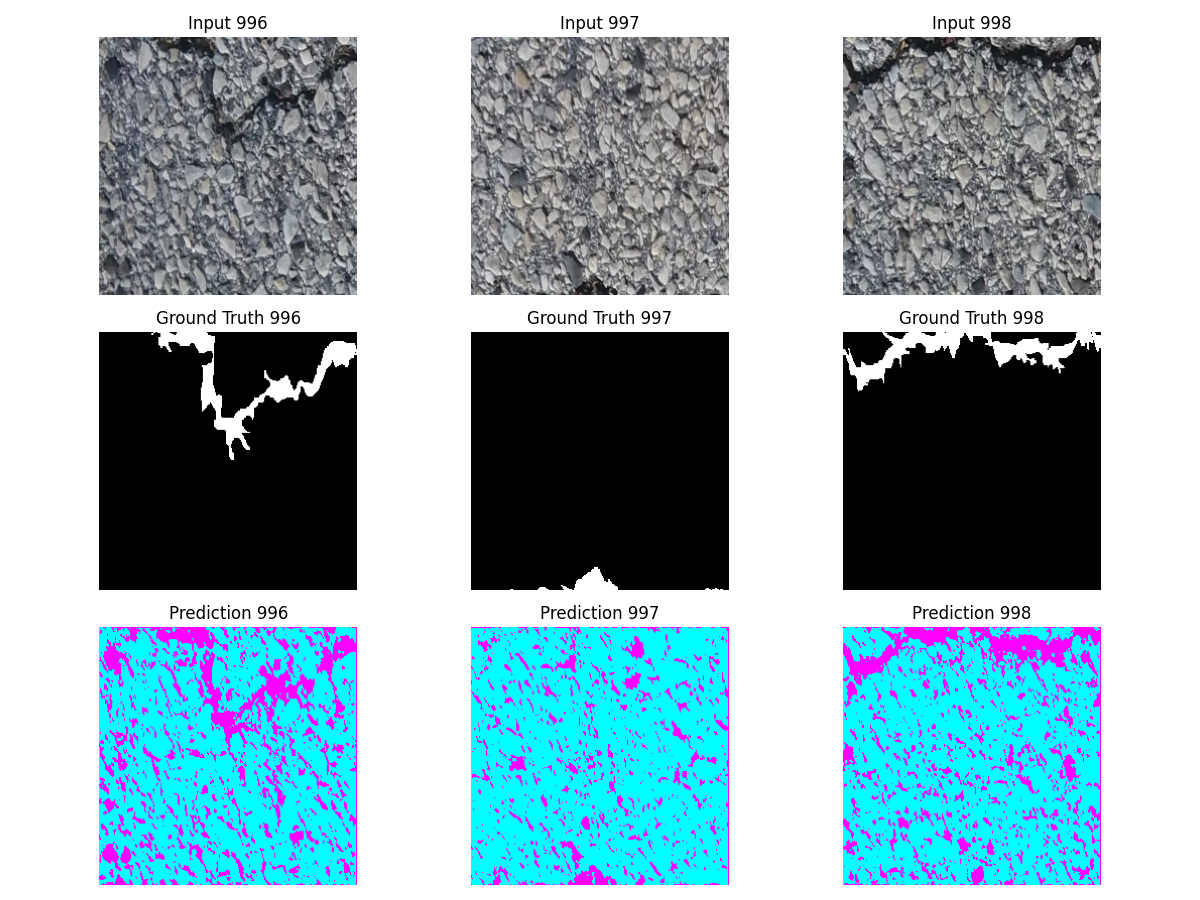 Input 996
Input 997
Input 998
Ground Truth 996
Ground Truth 997
Ground Truth 998
Prediction 996
Prediction 997
Prediction 998